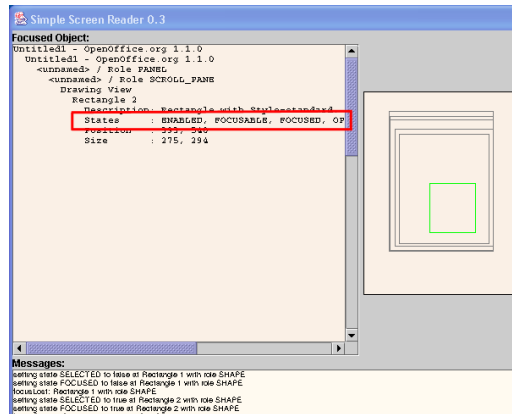 Simple Screen Reader 0.3
Focused Object:
Untitled1 - OpenOffice.org 1.1.0
Untitled1 - OpenOffice.org 1.1.0
<unnamed> / Role PANEL
<unnamed> / Role SCROLL_PANE
Drawing View
Rectangle 2
Description: Rectangle with Style=standard
States : ENABLED, FOCUSABLE, FOCUSED, OP
Position : 393, 540
Size : 275, 294
Messages:
setting state SELECTED to false at Rectangle 1 with role SHAPE
setting state FOCUSED to false at Rectangle 1 with role SHAPE
focusLost: Rectangle 1 with role SHAPE
setting state SELECTED to true at Rectangle 2 with role SHAPE
setting state FOCUSED to true at Rectangle 2 with role SHAPE